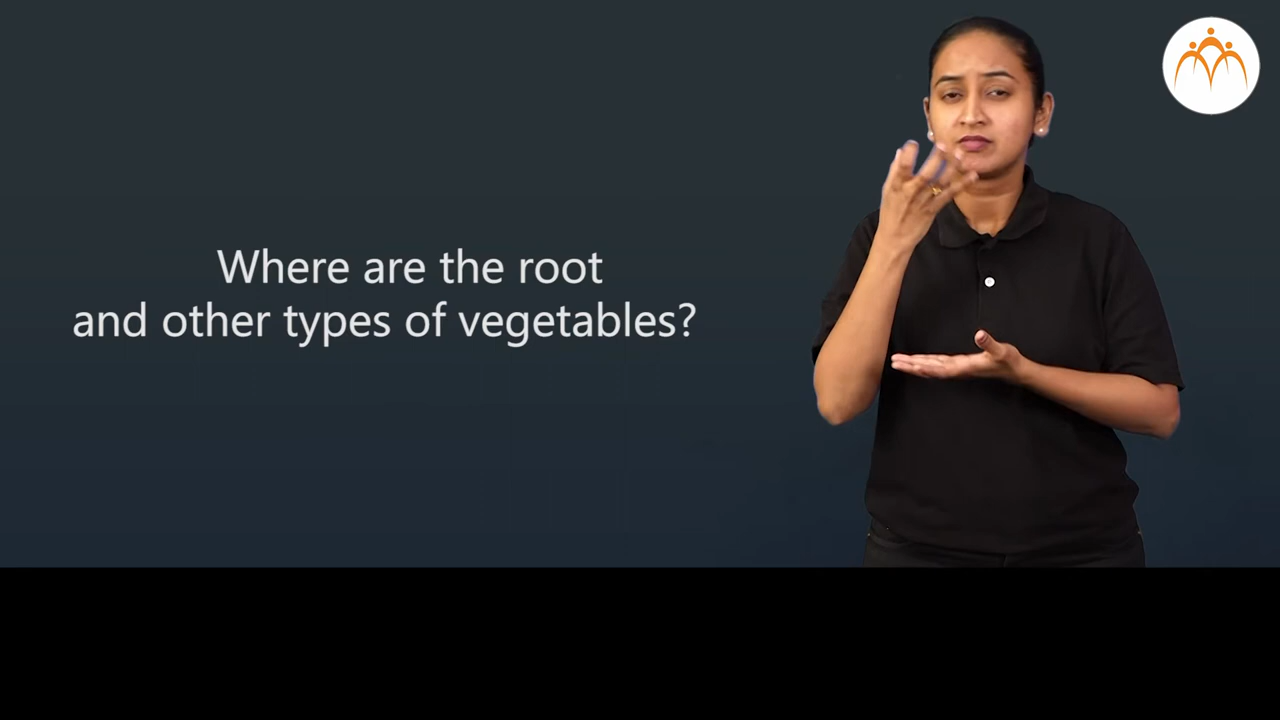 Where are the root
and other types of vegetables?